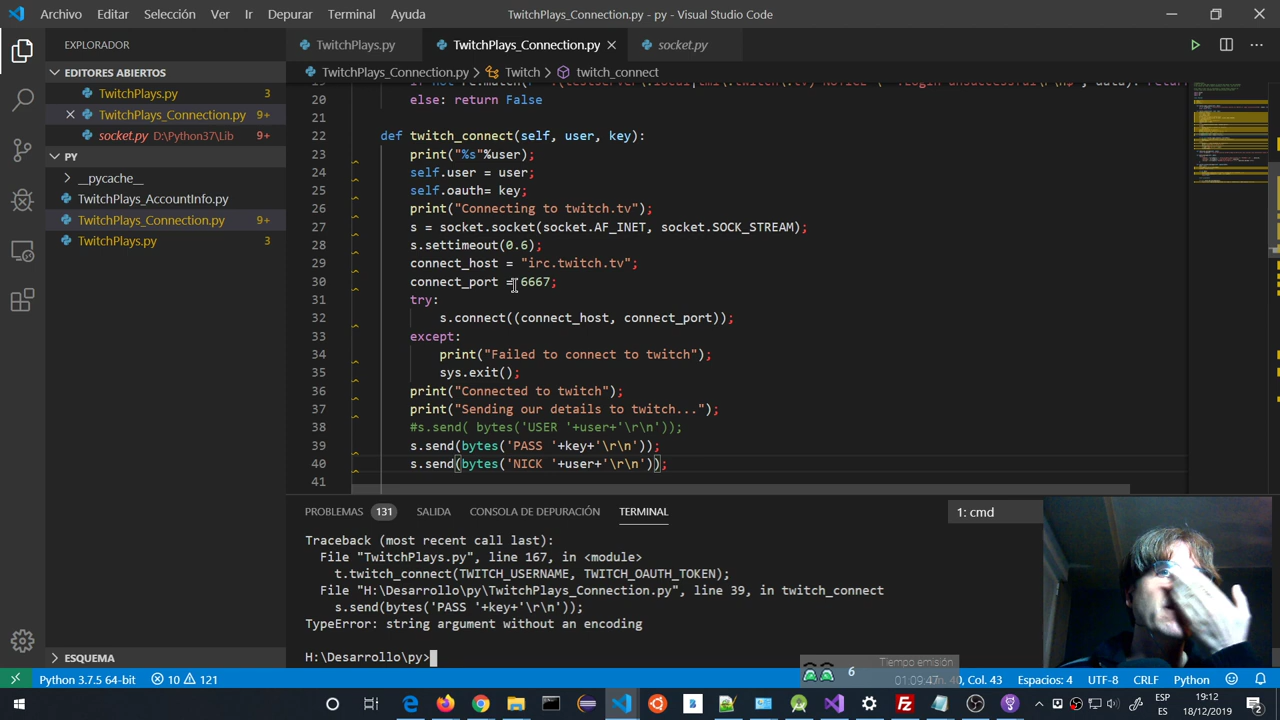 Archivo Editar Selección Ver Ir Depurar Terminal Ayuda TwitchPlays_Connection.py - py - Visual Studio Code
EXPLORADOR
TwitchPlays.py TwitchPlays_Connection.py socket.py
EDITORES ABIERTOS
TwitchPlays_Connection.py > Twitch > twitch_connect
TwitchPlays.py 3
TwitchPlays_Connection.py 9+
socket.py D:\Python37\Lib 9+
PY
__pycache__
TwitchPlays_AccountInfo.py
TwitchPlays_Connection.py 9+
TwitchPlays.py 3
ESQUEMA
20 else: return False
21
22 def twitch_connect(self, user, key):
23 print("%s"%user);
24 self.user = user;
25 self.oauth= key;
26 print("Connecting to twitch.tv");
27 s = socket.socket(socket.AF_INET, socket.SOCK_STREAM);
28 s.settimeout(0.6);
29 connect_host = "irc.twitch.tv";
30 connect_port = 6667;
31 try:
32 s.connect((connect_host, connect_port));
33 except:
34 print("Failed to connect to twitch");
35 sys.exit();
36 print("Connected to twitch");
37 print("Sending our details to twitch...");
38 #s.send( bytes('USER '+user+'\r\n'));
39 s.send(bytes('PASS '+key+'\r\n'));
40 s.send(bytes('NICK '+user+'\r\n'));
41
PROBLEMAS 131 SALIDA CONSOLA DE DEPURACIÓN TERMINAL 1: cmd
Traceback (most recent call last):
File "TwitchPlays.py", line 167, in <module>
t.twitch_connect(TWITCH_USERNAME, TWITCH_OAUTH_TOKEN);
File "H:\Desarrollo\py\TwitchPlays_Connection.py", line 39, in twitch_connect
s.send(bytes('PASS '+key+'\r\n'));
TypeError: string argument without an encoding
H:\Desarrollo\py>
6 Tiempo emisión
01:09:47
Python 3.7.5 64-bit 10 121 Lín. 40, Col. 43 Espacios: 4 UTF-8 CRLF Python
ESP 19:12
ES 18/12/2019 2